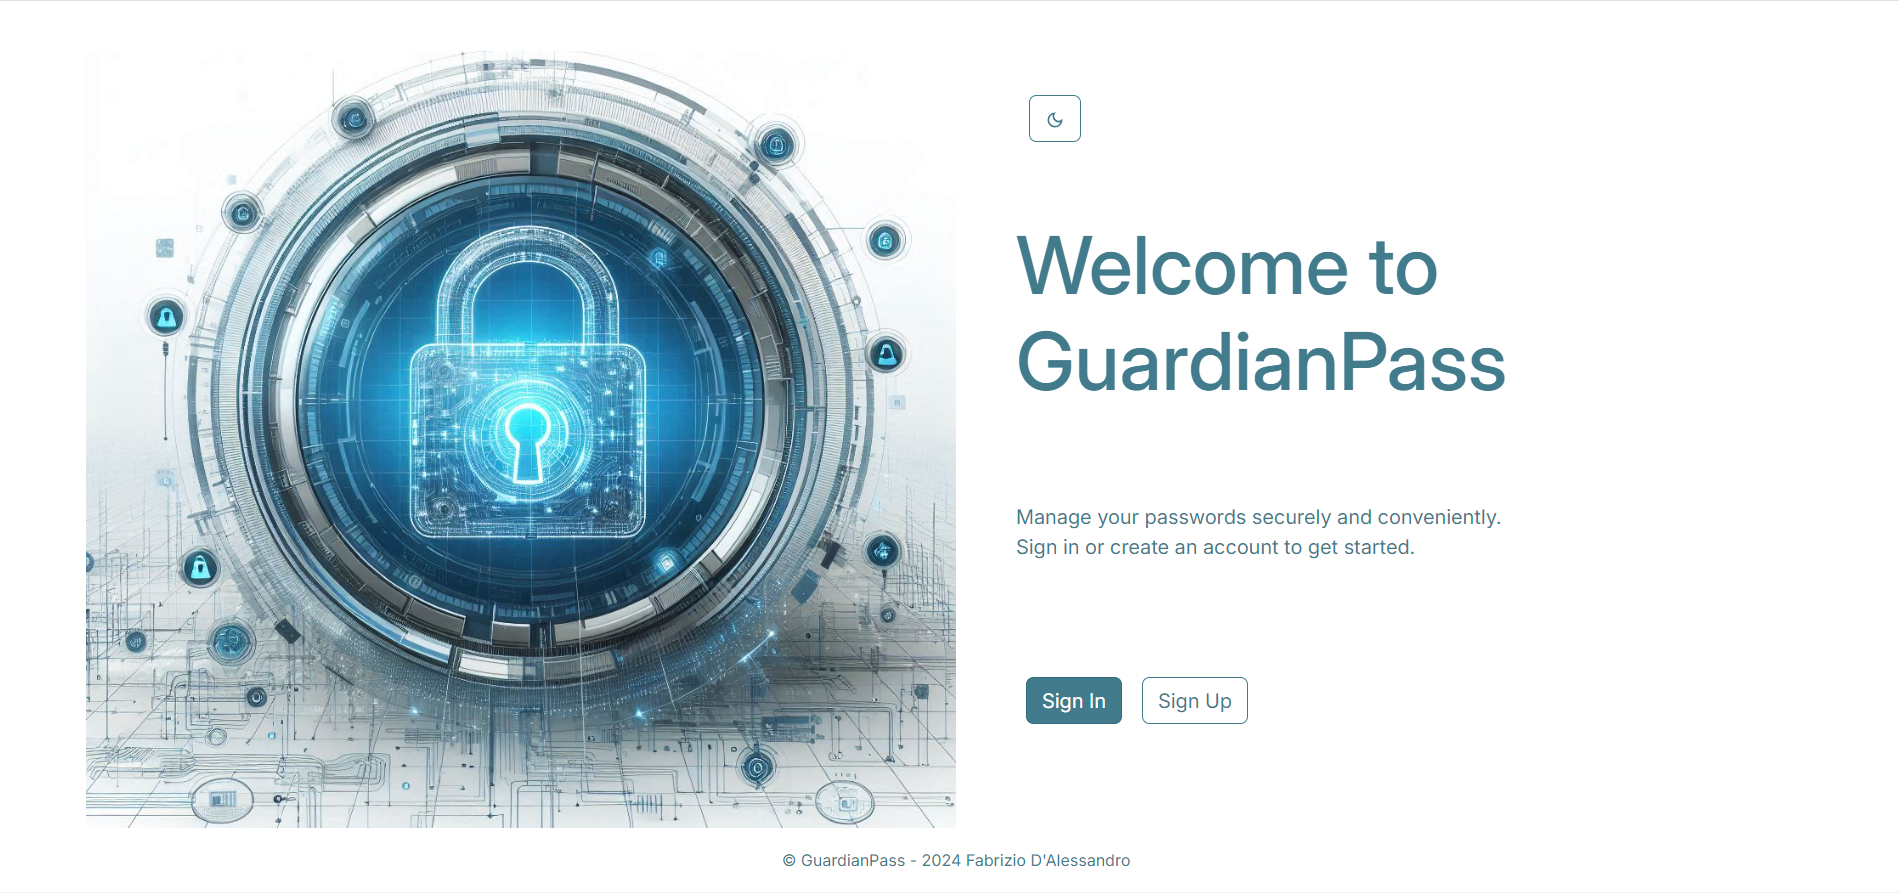 Welcome to
GuardianPass
Manage your passwords securely and conveniently.
Sign in or create an account to get started.
Sign In
Sign Up
© GuardianPass - 2024 Fabrizio D'Alessandro